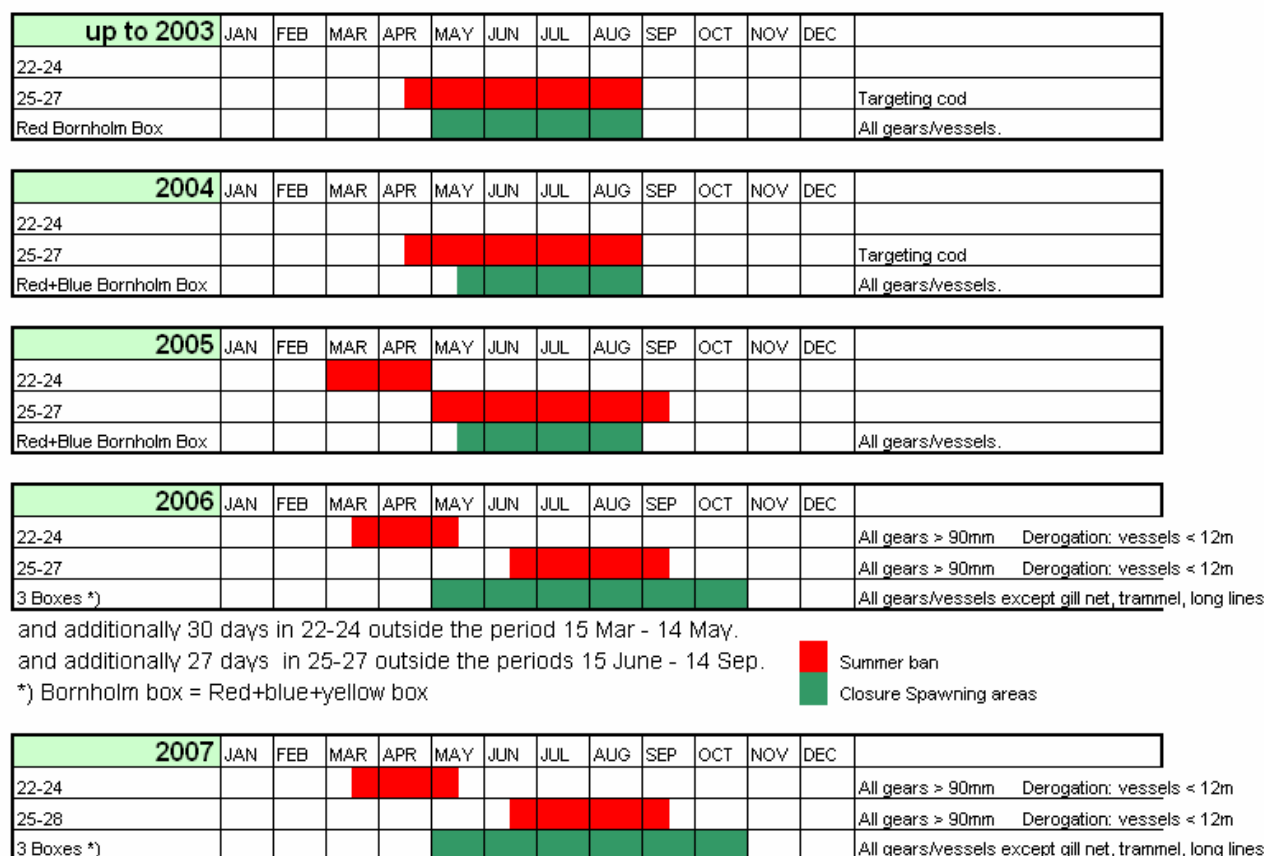 up to 2003 JAN FEB MAR APR MAY JUN JUL AUG SEP OCT NOV DEC
22-24
25-27 Targeting cod
Red Bornholm Box All gears/vessels.
2004 JAN FEB MAR APR MAY JUN JUL AUG SEP OCT NOV DEC
22-24
25-27 Targeting cod
Red+Blue Bornholm Box All gears/vessels.
2005 JAN FEB MAR APR MAY JUN JUL AUG SEP OCT NOV DEC
22-24
25-27
Red+Blue Bornholm Box All gears/vessels.
2006 JAN FEB MAR APR MAY JUN JUL AUG SEP OCT NOV DEC
22-24 All gears > 90mm Derogation: vessels < 12m
25-27 All gears > 90mm Derogation: vessels < 12m
3 Boxes *) All gears/vessels except gill net, trammel, long lines
and additionally 30 days in 22-24 outside the period 15 Mar - 14 May.
and additionally 27 days in 25-27 outside the periods 15 June - 14 Sep.
*) Bornholm box = Red+blue+yellow box
Summer ban
Closure Spawning areas
2007 JAN FEB MAR APR MAY JUN JUL AUG SEP OCT NOV DEC
22-24 All gears > 90mm Derogation: vessels < 12m
25-28 All gears > 90mm Derogation: vessels < 12m
3 Boxes *) All gears/vessels except gill net, trammel, long lines